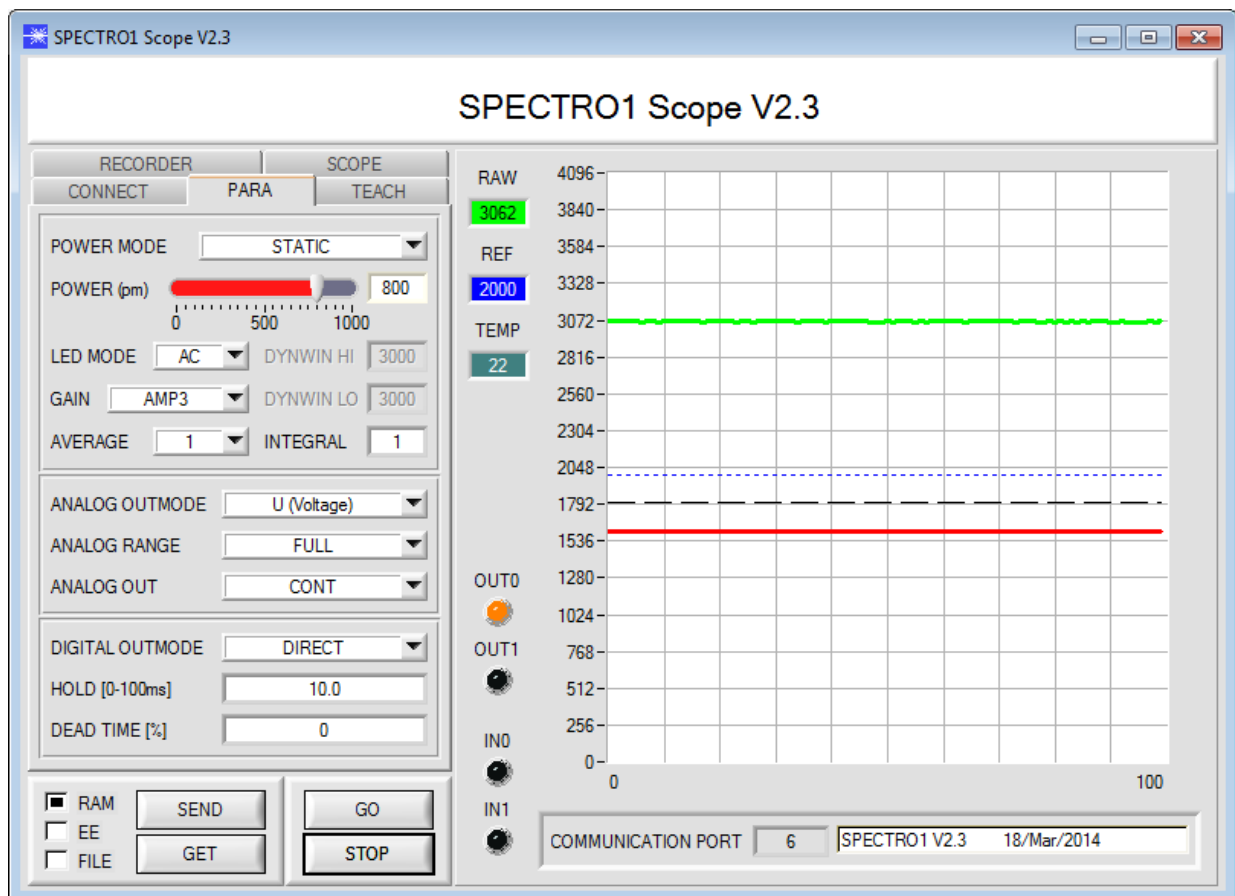 SPECTRO1 Scope V2.3
SPECTRO1 Scope V2.3
RECORDER SCOPE
CONNECT PARA TEACH
POWER MODE STATIC
POWER (pm) 800
0 500 1000
LED MODE AC DYNWIN HI 3000
GAIN AMP3 DYNWIN LO 3000
AVERAGE 1 INTEGRAL 1
ANALOG OUTMODE U (Voltage)
ANALOG RANGE FULL
ANALOG OUT CONT
DIGITAL OUTMODE DIRECT
HOLD [0-100ms] 10.0
DEAD TIME [%] 0
RAM
EE
FILE
SEND
GET
GO
STOP
RAW
3062
REF
2000
TEMP
22
OUT0
OUT1
IN0
IN1
4096
3840
3584
3328
3072
2816
2560
2304
2048
1792
1536
1280
1024
768
512
256
0
0 100
COMMUNICATION PORT 6 SPECTRO1 V2.3 18/Mar/2014